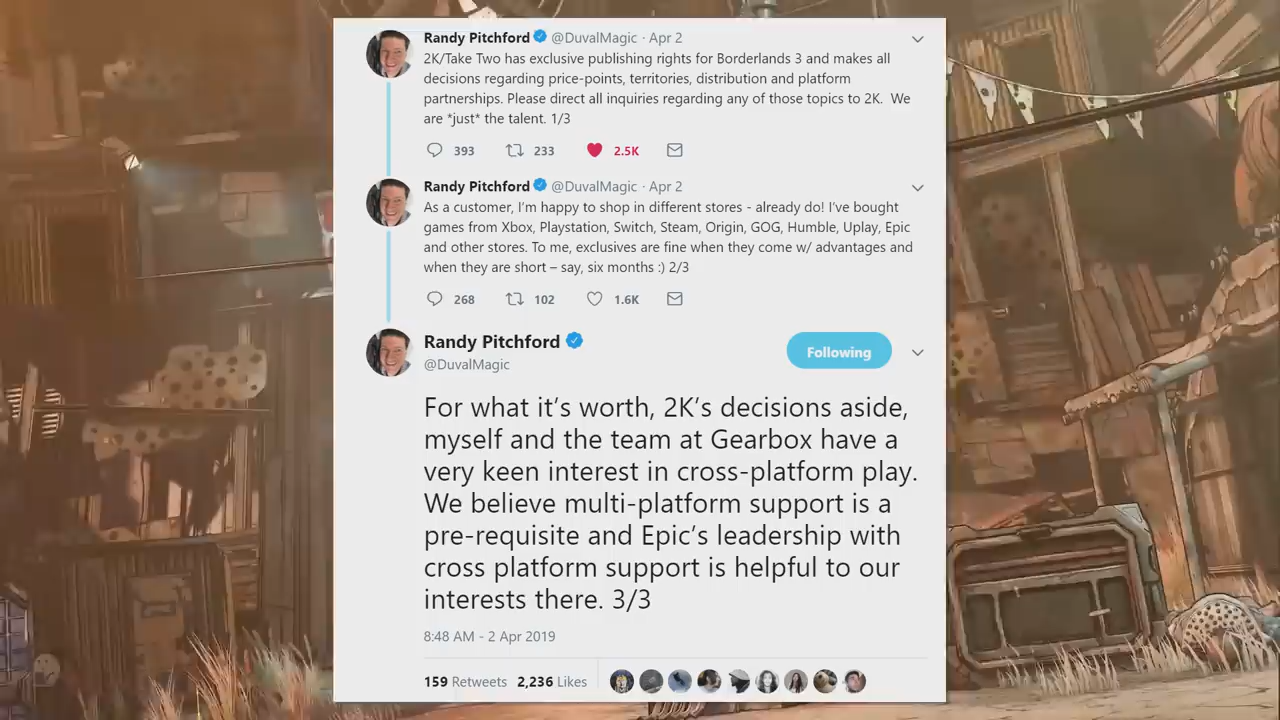 Randy Pitchford @DuvalMagic · Apr 2
2K/Take Two has exclusive publishing rights for Borderlands 3 and makes all
decisions regarding price-points, territories, distribution and platform
partnerships. Please direct all inquiries regarding any of those topics to 2K. We
are *just* the talent. 1/3
393 233 2.5K
Randy Pitchford @DuvalMagic · Apr 2
As a customer, I'm happy to shop in different stores - already do! I've bought
games from Xbox, Playstation, Switch, Steam, Origin, GOG, Humble, Uplay, Epic
and other stores. To me, exclusives are fine when they come w/ advantages and
when they are short – say, six months :) 2/3
268 102 1.6K
Randy Pitchford
@DuvalMagic
Following
For what it's worth, 2K's decisions aside,
myself and the team at Gearbox have a
very keen interest in cross-platform play.
We believe multi-platform support is a
pre-requisite and Epic's leadership with
cross platform support is helpful to our
interests there. 3/3
8:48 AM - 2 Apr 2019
159 Retweets 2,236 Likes